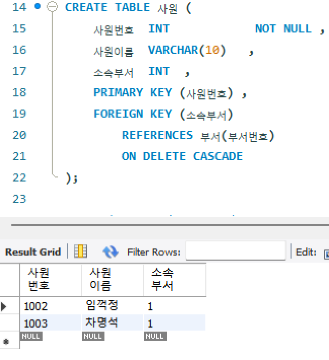 14 CREATE TABLE 사원 (
15 사원번호 INT NOT NULL ,
16 사원이름 VARCHAR(10) ,
17 소속부서 INT ,
18 PRIMARY KEY (사원번호) ,
19 FOREIGN KEY (소속부서)
20 REFERENCES 부서(부서번호)
21 ON DELETE CASCADE
22 );
23
Result Grid Filter Rows: Edit:
사원 사원 소속
번호 이름 부서
1002 임꺽정 1
1003 차명석 1
NULL NULL NULL